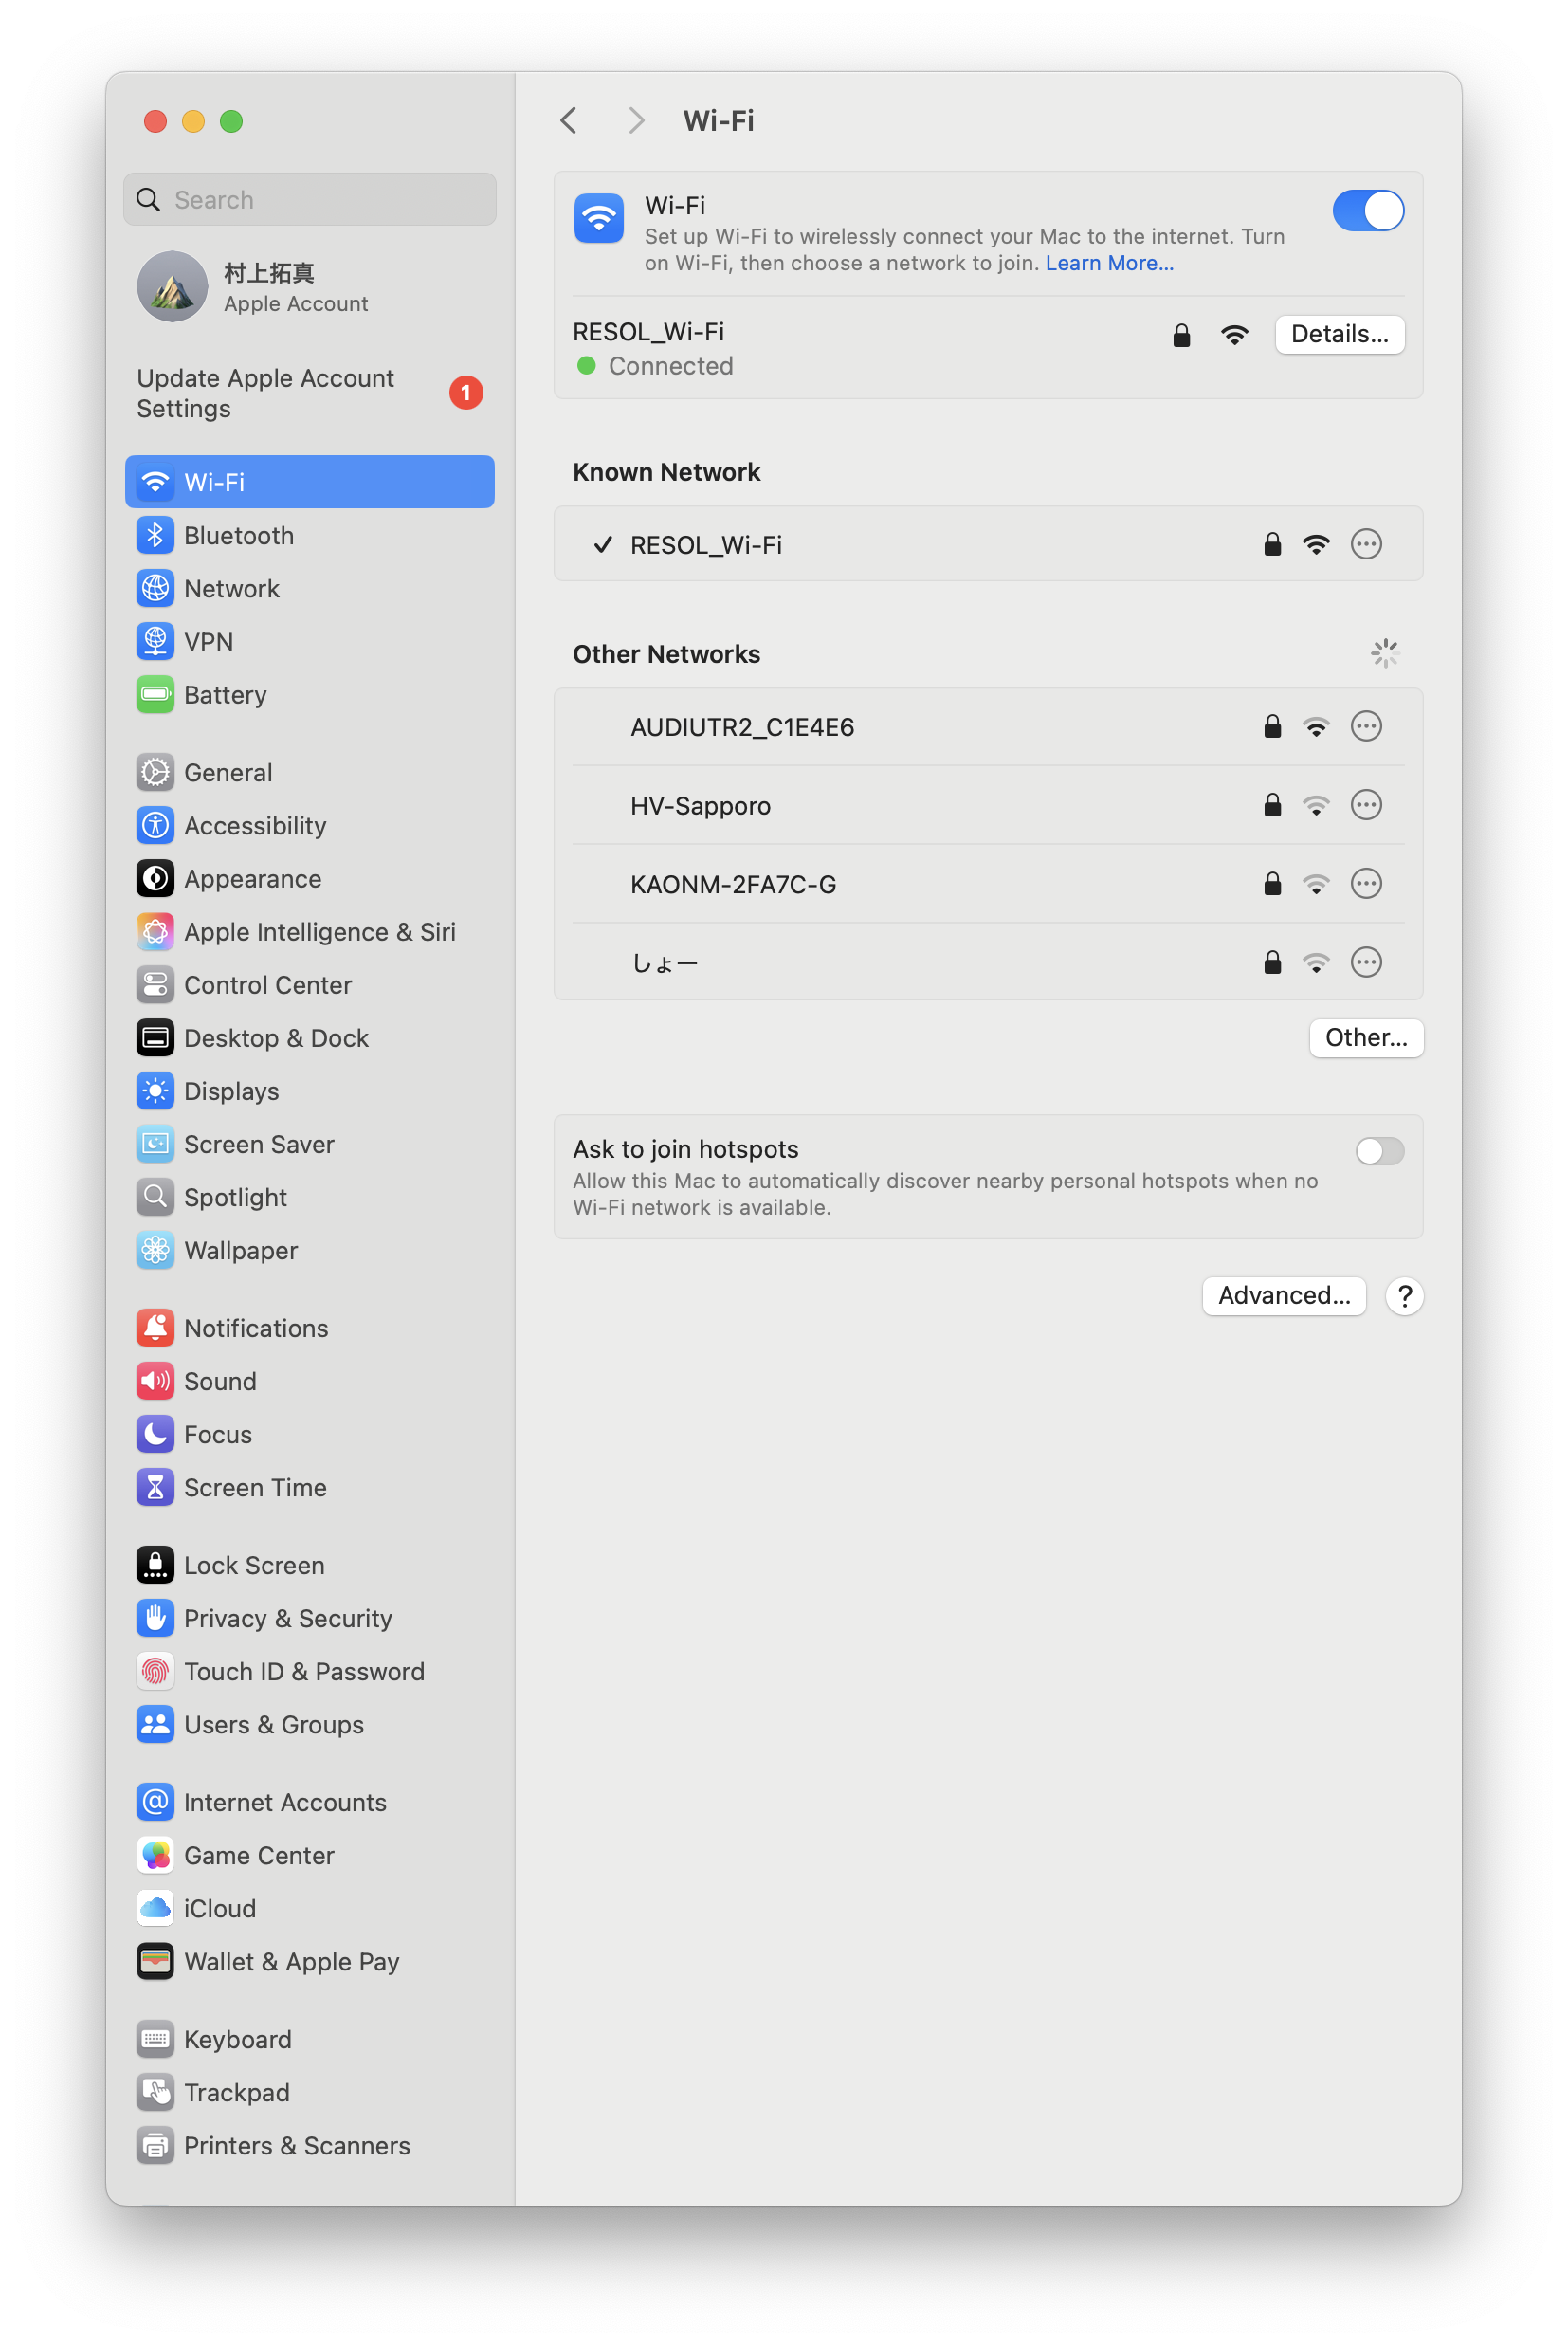 Search
村上拓真
Apple Account
Update Apple Account
Settings
1
Wi-Fi
Bluetooth
Network
VPN
Battery
General
Accessibility
Appearance
Apple Intelligence & Siri
Control Center
Desktop & Dock
Displays
Screen Saver
Spotlight
Wallpaper
Notifications
Sound
Focus
Screen Time
Lock Screen
Privacy & Security
Touch ID & Password
Users & Groups
Internet Accounts
Game Center
iCloud
Wallet & Apple Pay
Keyboard
Trackpad
Printers & Scanners
Wi-Fi
Wi-Fi
Set up Wi-Fi to wirelessly connect your Mac to the internet. Turn
on Wi-Fi, then choose a network to join. Learn More...
RESOL_Wi-Fi
Details...
Connected
Known Network
RESOL_Wi-Fi
Other Networks
AUDIUTR2_C1E4E6
HV-Sapporo
KAONM-2FA7C-G
しょー
Other...
Ask to join hotspots
Allow this Mac to automatically discover nearby personal hotspots when no
Wi-Fi network is available.
Advanced...
?